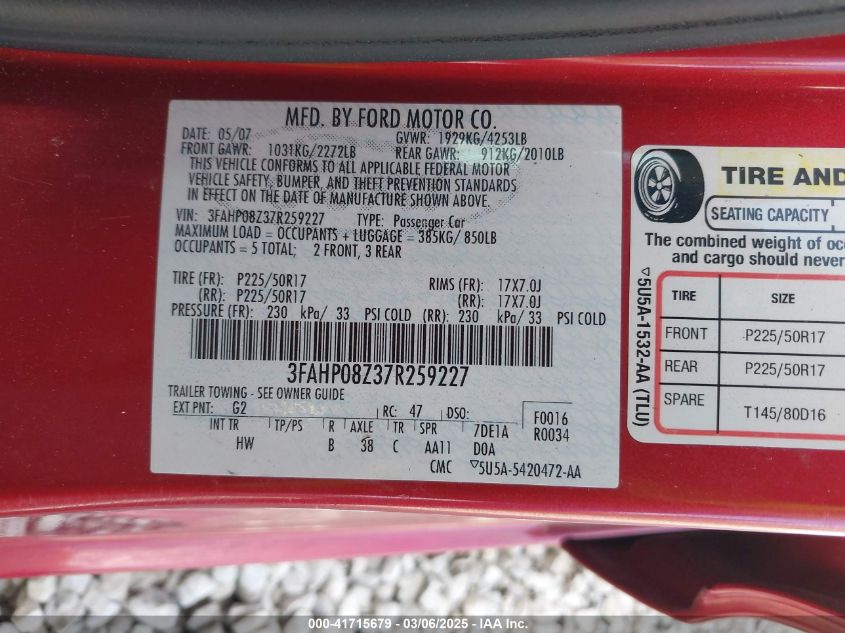 MFD. BY FORD MOTOR CO.
DATE: 05/07 GVWR: 1929KG/4253LB
FRONT GAWR: 1031KG/2272LB REAR GAWR: 912KG/2010LB
THIS VEHICLE CONFORMS TO ALL APPLICABLE FEDERAL MOTOR
VEHICLE SAFETY, BUMPER, AND THEFT PREVENTION STANDARDS
IN EFFECT ON THE DATE OF MANUFACTURE SHOWN ABOVE.
VIN: 3FAHP08Z37R259227 TYPE: Passenger Car
MAXIMUM LOAD = OCCUPANTS + LUGGAGE = 385KG/ 850LB
OCCUPANTS = 5 TOTAL; 2 FRONT, 3 REAR
TIRE (FR): P225/50R17 RIMS (FR): 17X7.0J
(RR): P225/50R17 (RR): 17X7.0J
PRESSURE (FR): 230 kPa/ 33 PSI COLD (RR): 230 kPa/ 33 PSI COLD
3FAHP08Z37R259227
TRAILER TOWING - SEE OWNER GUIDE
EXT PNT: G2 RC: 47 DSO: F0016
INT TR TP/PS R AXLE TR SPR 7DE1A R0034
HW B 38 C AA11 D0A
CMC ▽5U5A-5420472-AA
TIRE AND
SEATING CAPACITY
The combined weight of occ
and cargo should never
▽5U5A-1532-AA (TLU)
TIRE SIZE
FRONT P225/50R17
REAR P225/50R17
SPARE T145/80D16
000-41715679 - 03/06/2025 - IAAI, Inc.